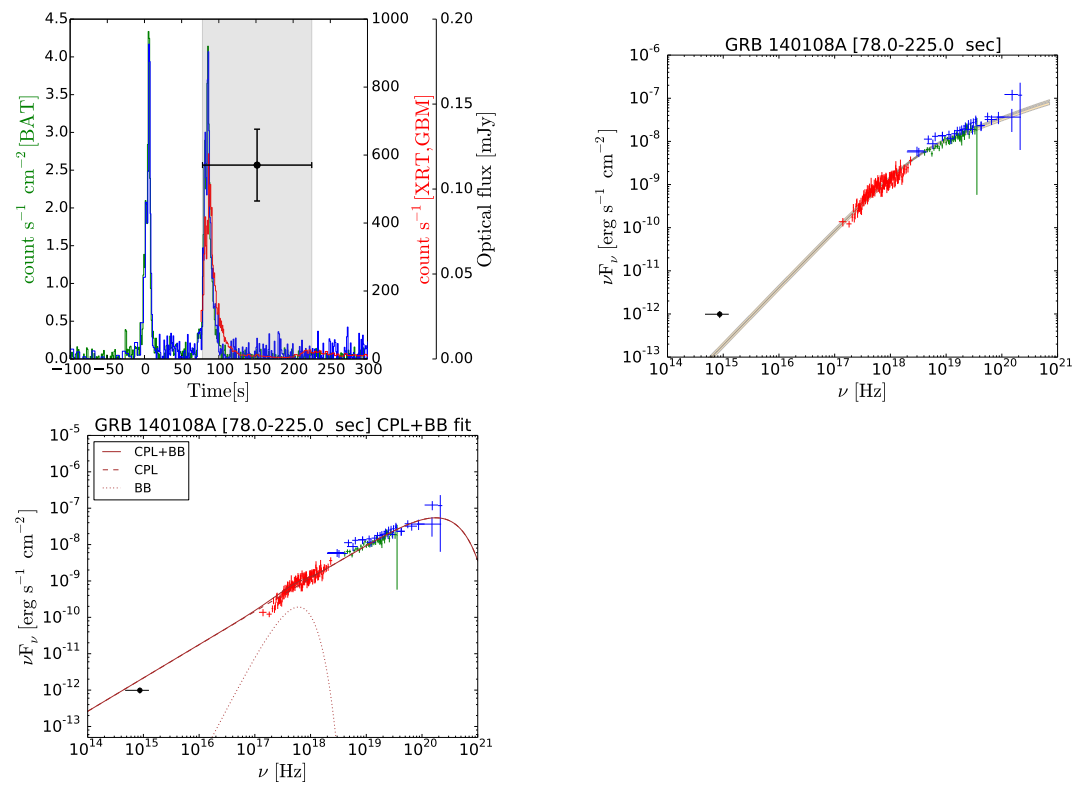 4.5
4.0
3.5
3.0
2.5
2.0
1.5
1.0
0.5
0.0
count s⁻¹ cm⁻² [BAT]
−100 −50 0 50 100 150 200 250 300
Time[s]
1000
800
600
400
200
0
count s⁻¹ [XRT,GBM]
0.20
0.15
0.10
0.05
0.00
Optical flux [mJy]
GRB 140108A [78.0-225.0 sec]
10⁻⁶
10⁻⁷
10⁻⁸
10⁻⁹
10⁻¹⁰
10⁻¹¹
10⁻¹²
10⁻¹³
νFᵥ [erg s⁻¹ cm⁻²]
10¹⁴ 10¹⁵ 10¹⁶ 10¹⁷ 10¹⁸ 10¹⁹ 10²⁰ 10²¹
ν [Hz]
GRB 140108A [78.0-225.0 sec] CPL+BB fit
CPL+BB
CPL
BB
10⁻⁵
10⁻⁶
10⁻⁷
10⁻⁸
10⁻⁹
10⁻¹⁰
10⁻¹¹
10⁻¹²
10⁻¹³
νFᵥ [erg s⁻¹ cm⁻²]
10¹⁴ 10¹⁵ 10¹⁶ 10¹⁷ 10¹⁸ 10¹⁹ 10²⁰ 10²¹
ν [Hz]